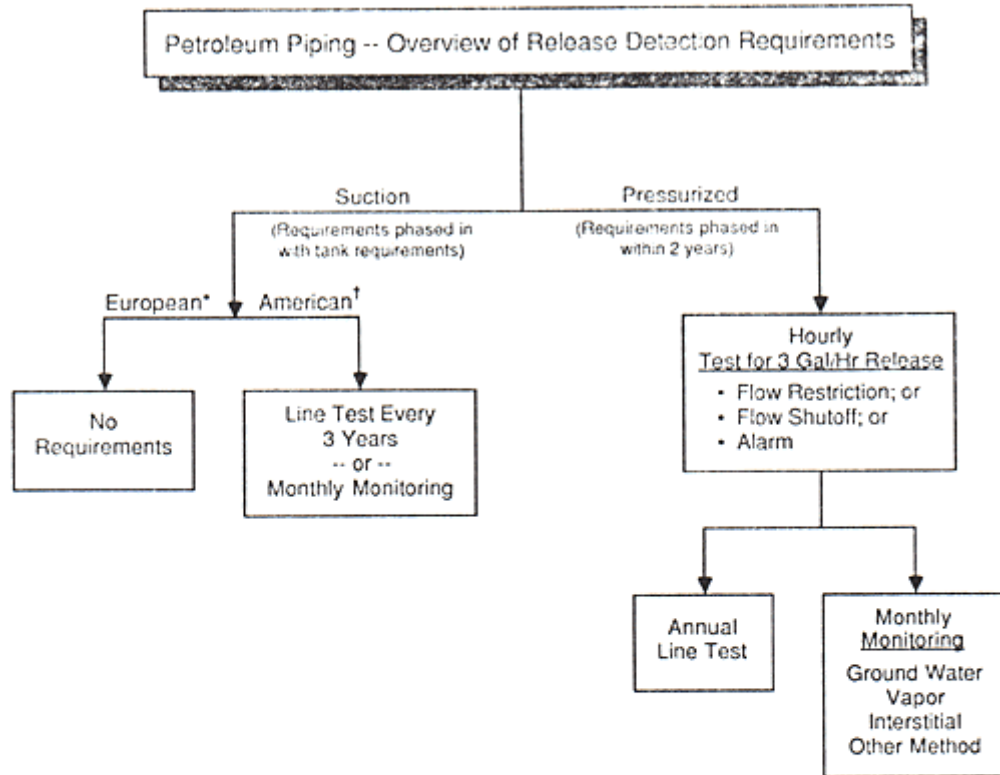 Petroleum Piping -- Overview of Release Detection Requirements
Suction
(Requirements phased in
with tank requirements)
Pressurized
(Requirements phased in
within 2 years)
European*
American†
No
Requirements
Line Test Every
3 Years
-- or --
Monthly Monitoring
Hourly
Test for 3 Gal/Hr Release
• Flow Restriction; or
• Flow Shutoff; or
• Alarm
Annual
Line Test
Monthly
Monitoring
Ground Water
Vapor
Interstitial
Other Method